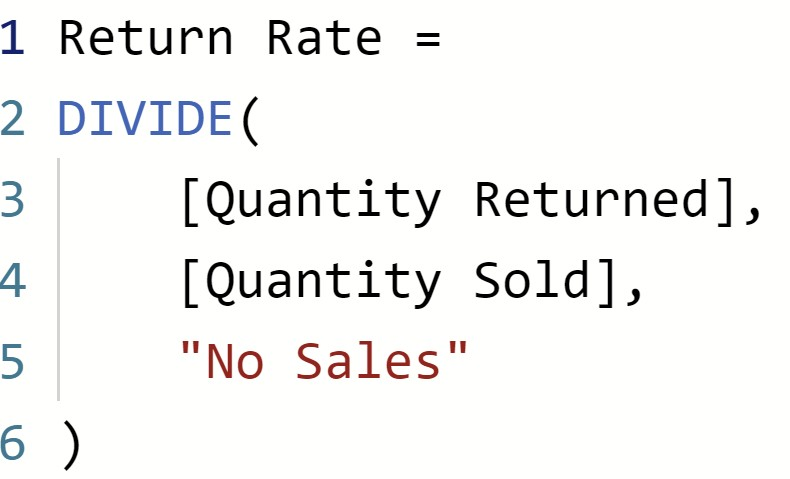 1 Return Rate =
2 DIVIDE(
3     [Quantity Returned],
4     [Quantity Sold],
5     "No Sales"
6 )